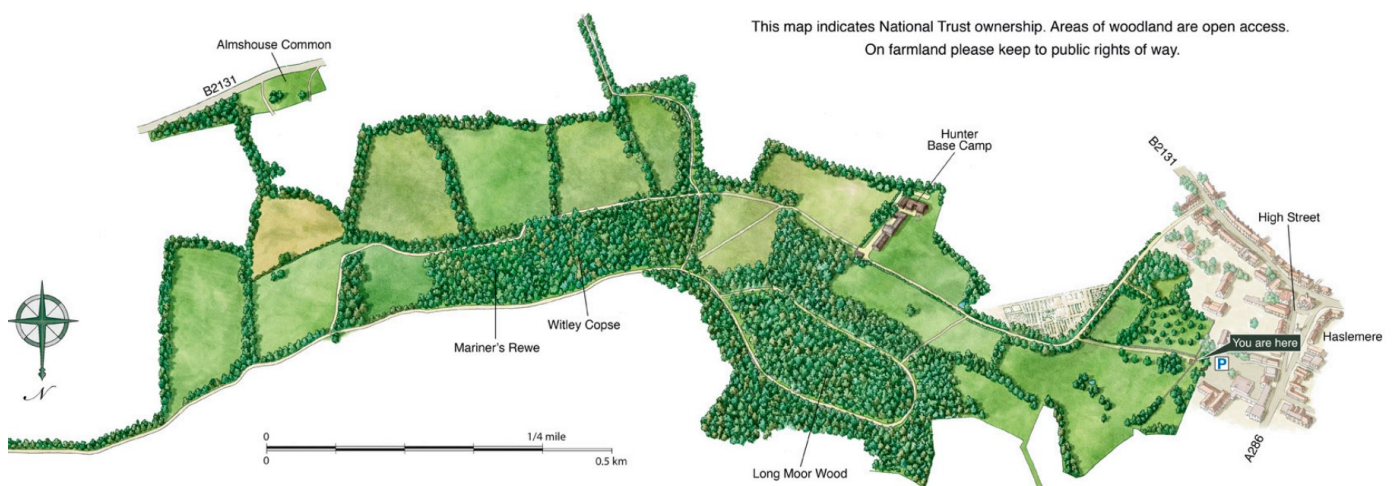 This map indicates National Trust ownership. Areas of woodland are open access.
On farmland please keep to public rights of way.
Almshouse Common
B2131
Hunter
Base Camp
B2131
High Street
You are here
P
Haslemere
Witley Copse
Mariner's Rewe
N
0 1/4 mile
0 0.5 km
Long Moor Wood
A286